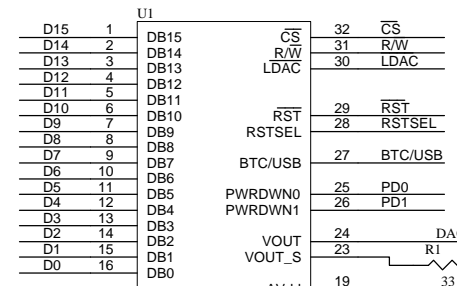 U1
D15 1 DB15 CS 32 CS
D14 2 DB14 R/W 31 R/W
D13 3 DB13 LDAC 30 LDAC
D12 4 DB12
D11 5 DB11
D10 6 DB10 RST 29 RST
D9 7 DB9 RSTSEL 28 RSTSEL
D8 8 DB8
D7 9 DB7 BTC/USB 27 BTC/USB
D6 10 DB6
D5 11 DB5 PWRDWN0 25 PD0
D4 12 DB4 PWRDWN1 26 PD1
D3 13 DB3
D2 14 DB2 VOUT 24
D1 15 DB1 VOUT_S 23 R1
D0 16 DB0
19 33